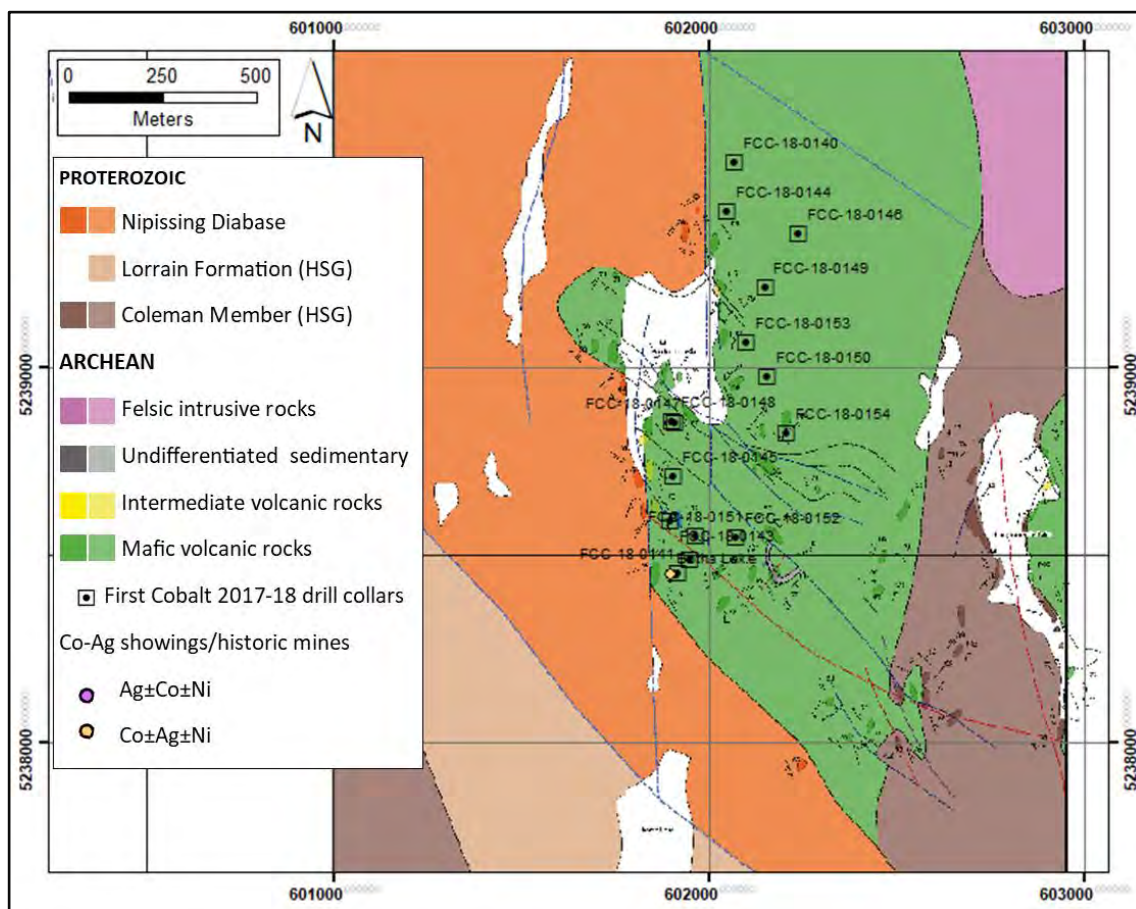 601000 602000 603000
0 250 500
Meters
N
PROTEROZOIC
Nipissing Diabase
Lorrain Formation (HSG)
Coleman Member (HSG)
ARCHEAN
Felsic intrusive rocks
Undifferentiated sedimentary
Intermediate volcanic rocks
Mafic volcanic rocks
First Cobalt 2017-18 drill collars
Co-Ag showings/historic mines
Ag±Co±Ni
Co±Ag±Ni
FCC-18-0140
FCC-18-0144
FCC-18-0146
FCC-18-0149
FCC-18-0153
FCC-18-0150
FCC-18-0147
FCC-18-0148
FCC-18-0154
FCC-18-0145
FCC-18-0151
FCC-18-0152
FCC-18-0143
FCC-18-0141
Lake
5239000
5239000
5238000
5238000
601000 602000 603000